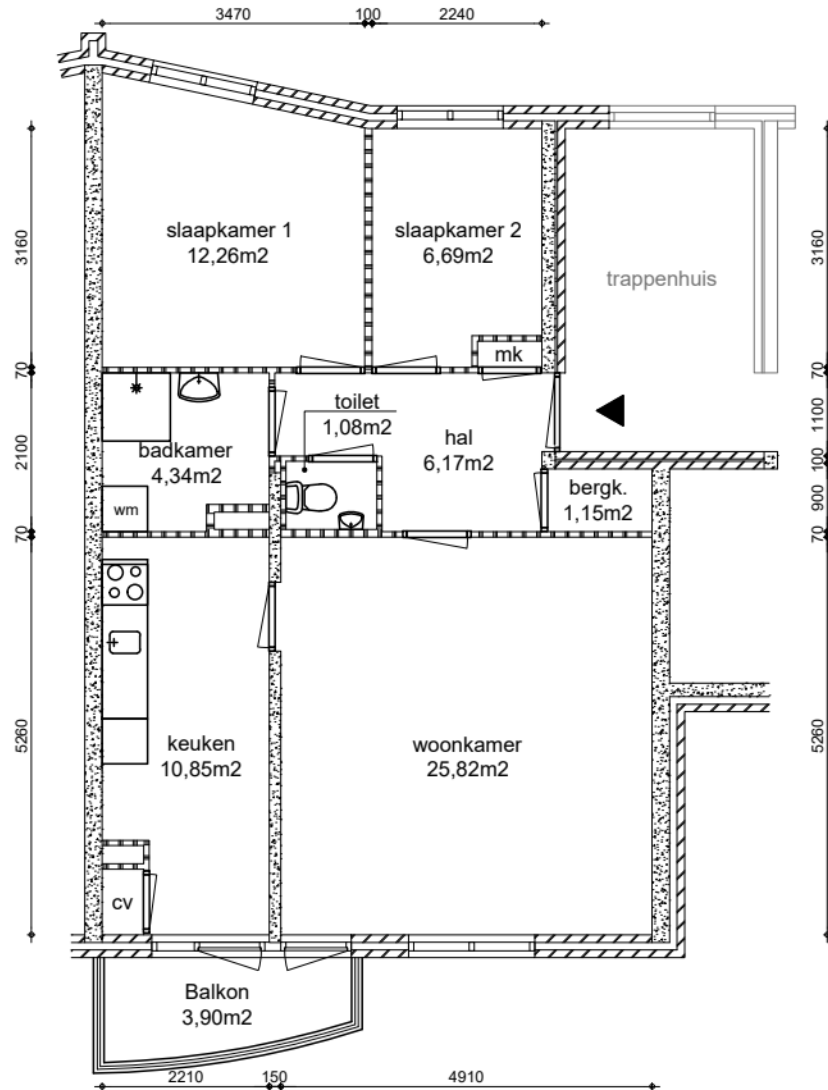 3470 100 2240
slaapkamer 1
12,26m2
slaapkamer 2
6,69m2
trappenhuis
3160
3160
mk
70
70
toilet
1,08m2
1100
badkamer
4,34m2
hal
6,17m2
2100
100
wm
bergk.
1,15m2
900
70
70
keuken
10,85m2
woonkamer
25,82m2
5260
5260
cv
Balkon
3,90m2
2210 150 4910